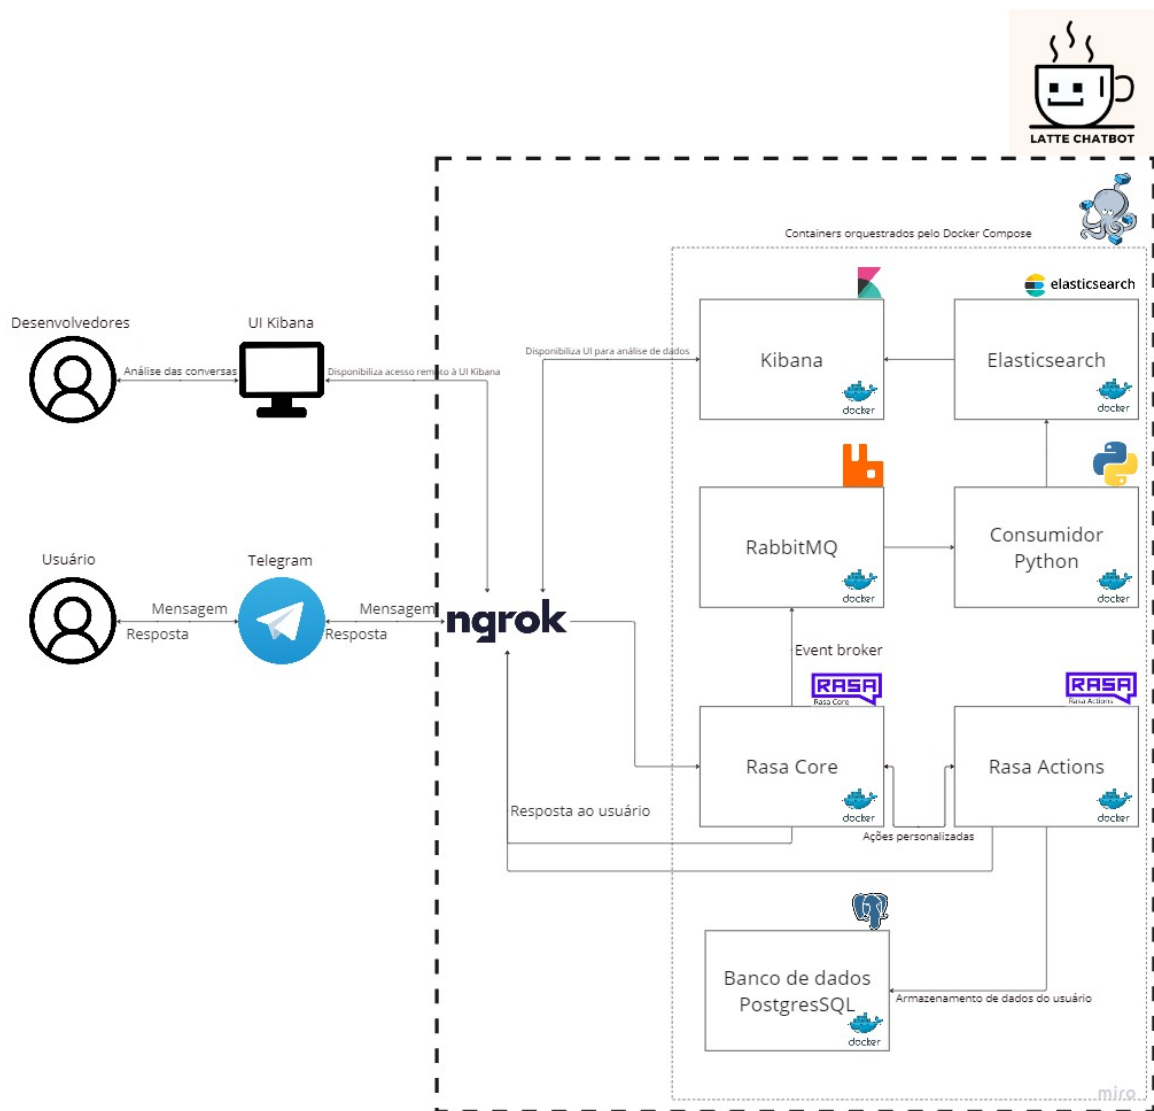 LATTE CHATBOT
Containers orquestrados pelo Docker Compose
elasticsearch
Desenvolvedores
UI Kibana
Análise das conversas
Disponibiliza acesso remoto à UI Kibana
Disponibiliza UI para análise de dados
Kibana
docker
Elasticsearch
docker
RabbitMQ
docker
Consumidor
Python
docker
Usuário
Telegram
Mensagem
Resposta
Mensagem
Resposta
ngrok
Event broker
RASA
Rasa Core
RASA
Rasa Actions
Rasa Core
docker
Rasa Actions
docker
Resposta ao usuário
Ações personalizadas
Banco de dados
PostgresSQL
docker
Armazenamento de dados do usuário
miro